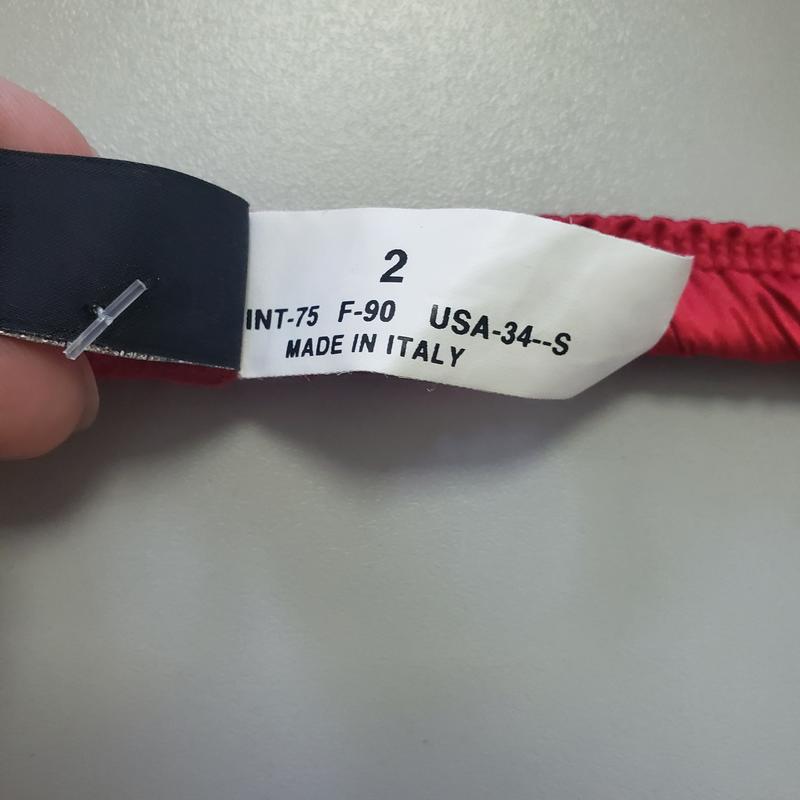 2
INT-75 F-90 USA-34--S
MADE IN ITALY